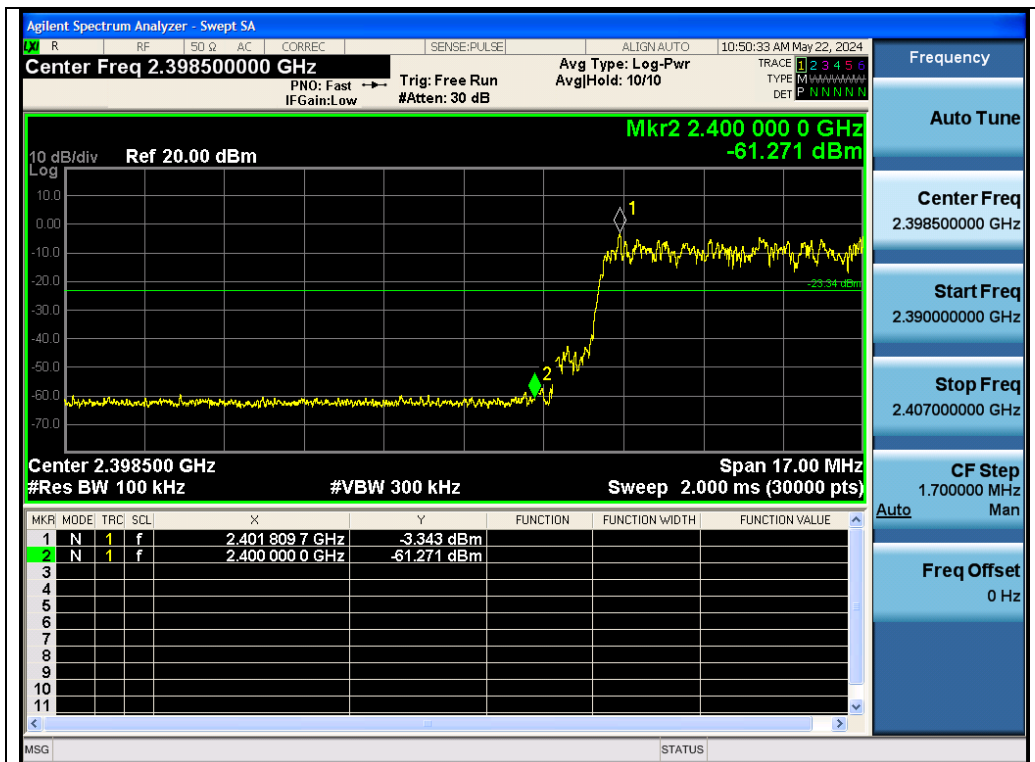 Agilent Spectrum Analyzer - Swept SA
LXI R RF 50 Ω AC CORREC SENSE:PULSE ALIGN AUTO 10:50:33 AM May 22, 2024
Center Freq 2.398500000 GHz
PNO: Fast
IFGain:Low
Trig: Free Run
#Atten: 30 dB
Avg Type: Log-Pwr
Avg|Hold: 10/10
TRACE 1 2 3 4 5 6
TYPE M WWWWW
DET P N N N N N
Mkr2 2.400 000 0 GHz
-61.271 dBm
10 dB/div Ref 20.00 dBm
Log
10.0
0.00
-10.0
-20.0
-30.0
-40.0
-50.0
-60.0
-70.0
1
-23.34 dBm
2
Center 2.398500 GHz Span 17.00 MHz
#Res BW 100 kHz #VBW 300 kHz Sweep 2.000 ms (30000 pts)
MKR MODE TRC SCL X Y FUNCTION FUNCTION WIDTH FUNCTION VALUE
1 N 1 f 2.401 809 7 GHz -3.343 dBm
2 N 1 f 2.400 000 0 GHz -61.271 dBm
3
4
5
6
7
8
9
10
11
MSG STATUS
Frequency
Auto Tune
Center Freq
2.398500000 GHz
Start Freq
2.390000000 GHz
Stop Freq
2.407000000 GHz
CF Step
1.700000 MHz
Auto Man
Freq Offset
0 Hz